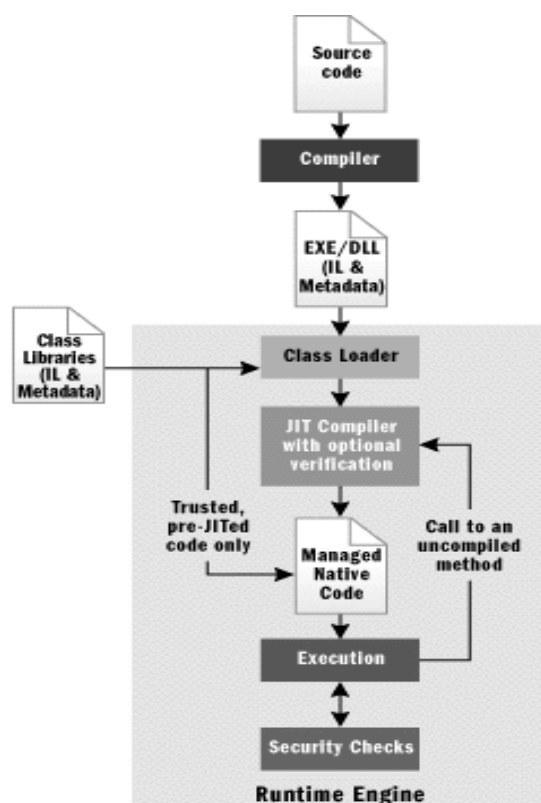 Source
code
Compiler
EXE/DLL
(IL &
Metadata)
Class
Libraries
(IL &
Metadata)
Class Loader
JIT Compiler
with optional
verification
Trusted,
pre-JITed
code only
Call to an
uncompiled
method
Managed
Native
Code
Execution
Security Checks
Runtime Engine